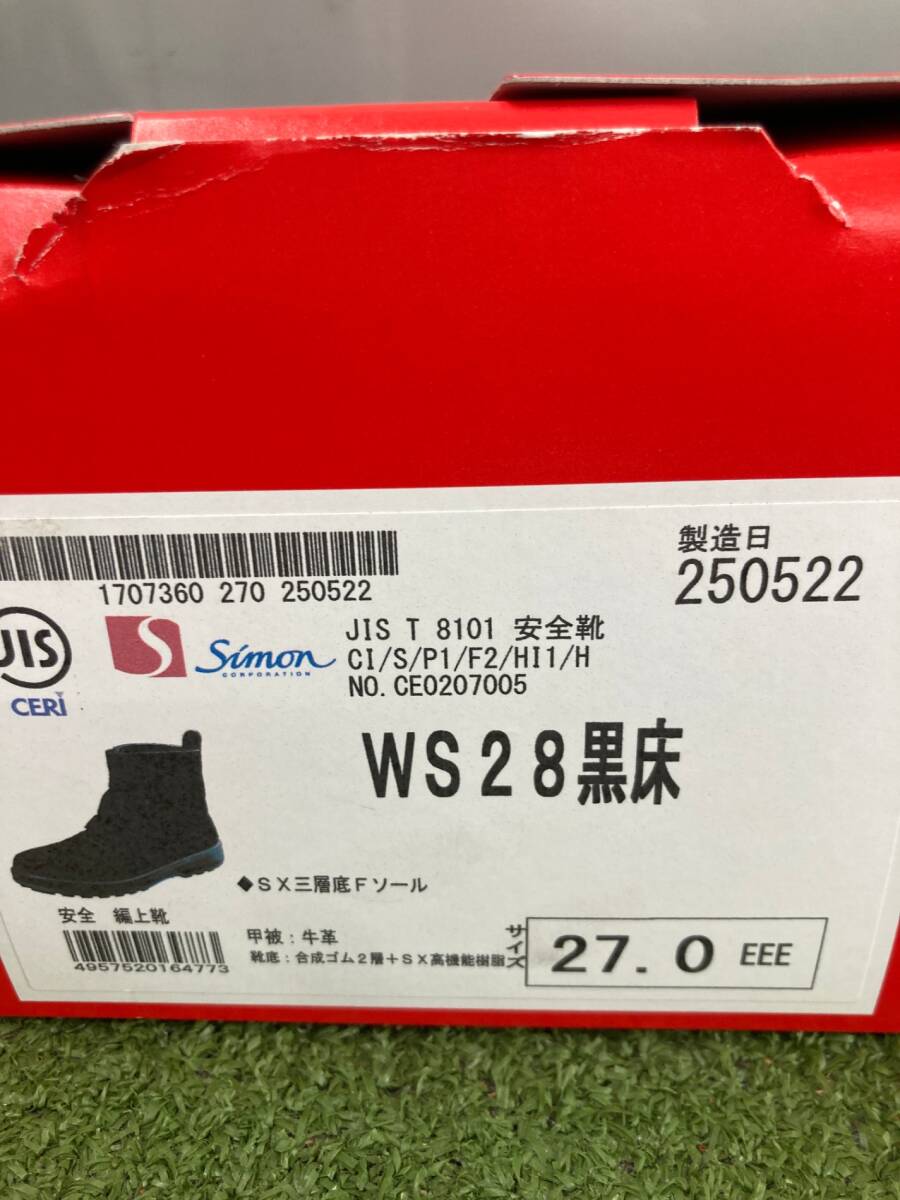 製造日
250522
1707360 270 250522
JIS
CERI
S
Simon
CORPORATION
JIS T 8101 安全靴
CI/S/P1/F2/HI1/H
NO. CE0207005
WS28黒床
◆SX三層底Fソール
安全 編上靴
4957520164773
甲被:牛革
靴底:合成ゴム2層+SX高機能樹脂
サイズ
27.0 EEE